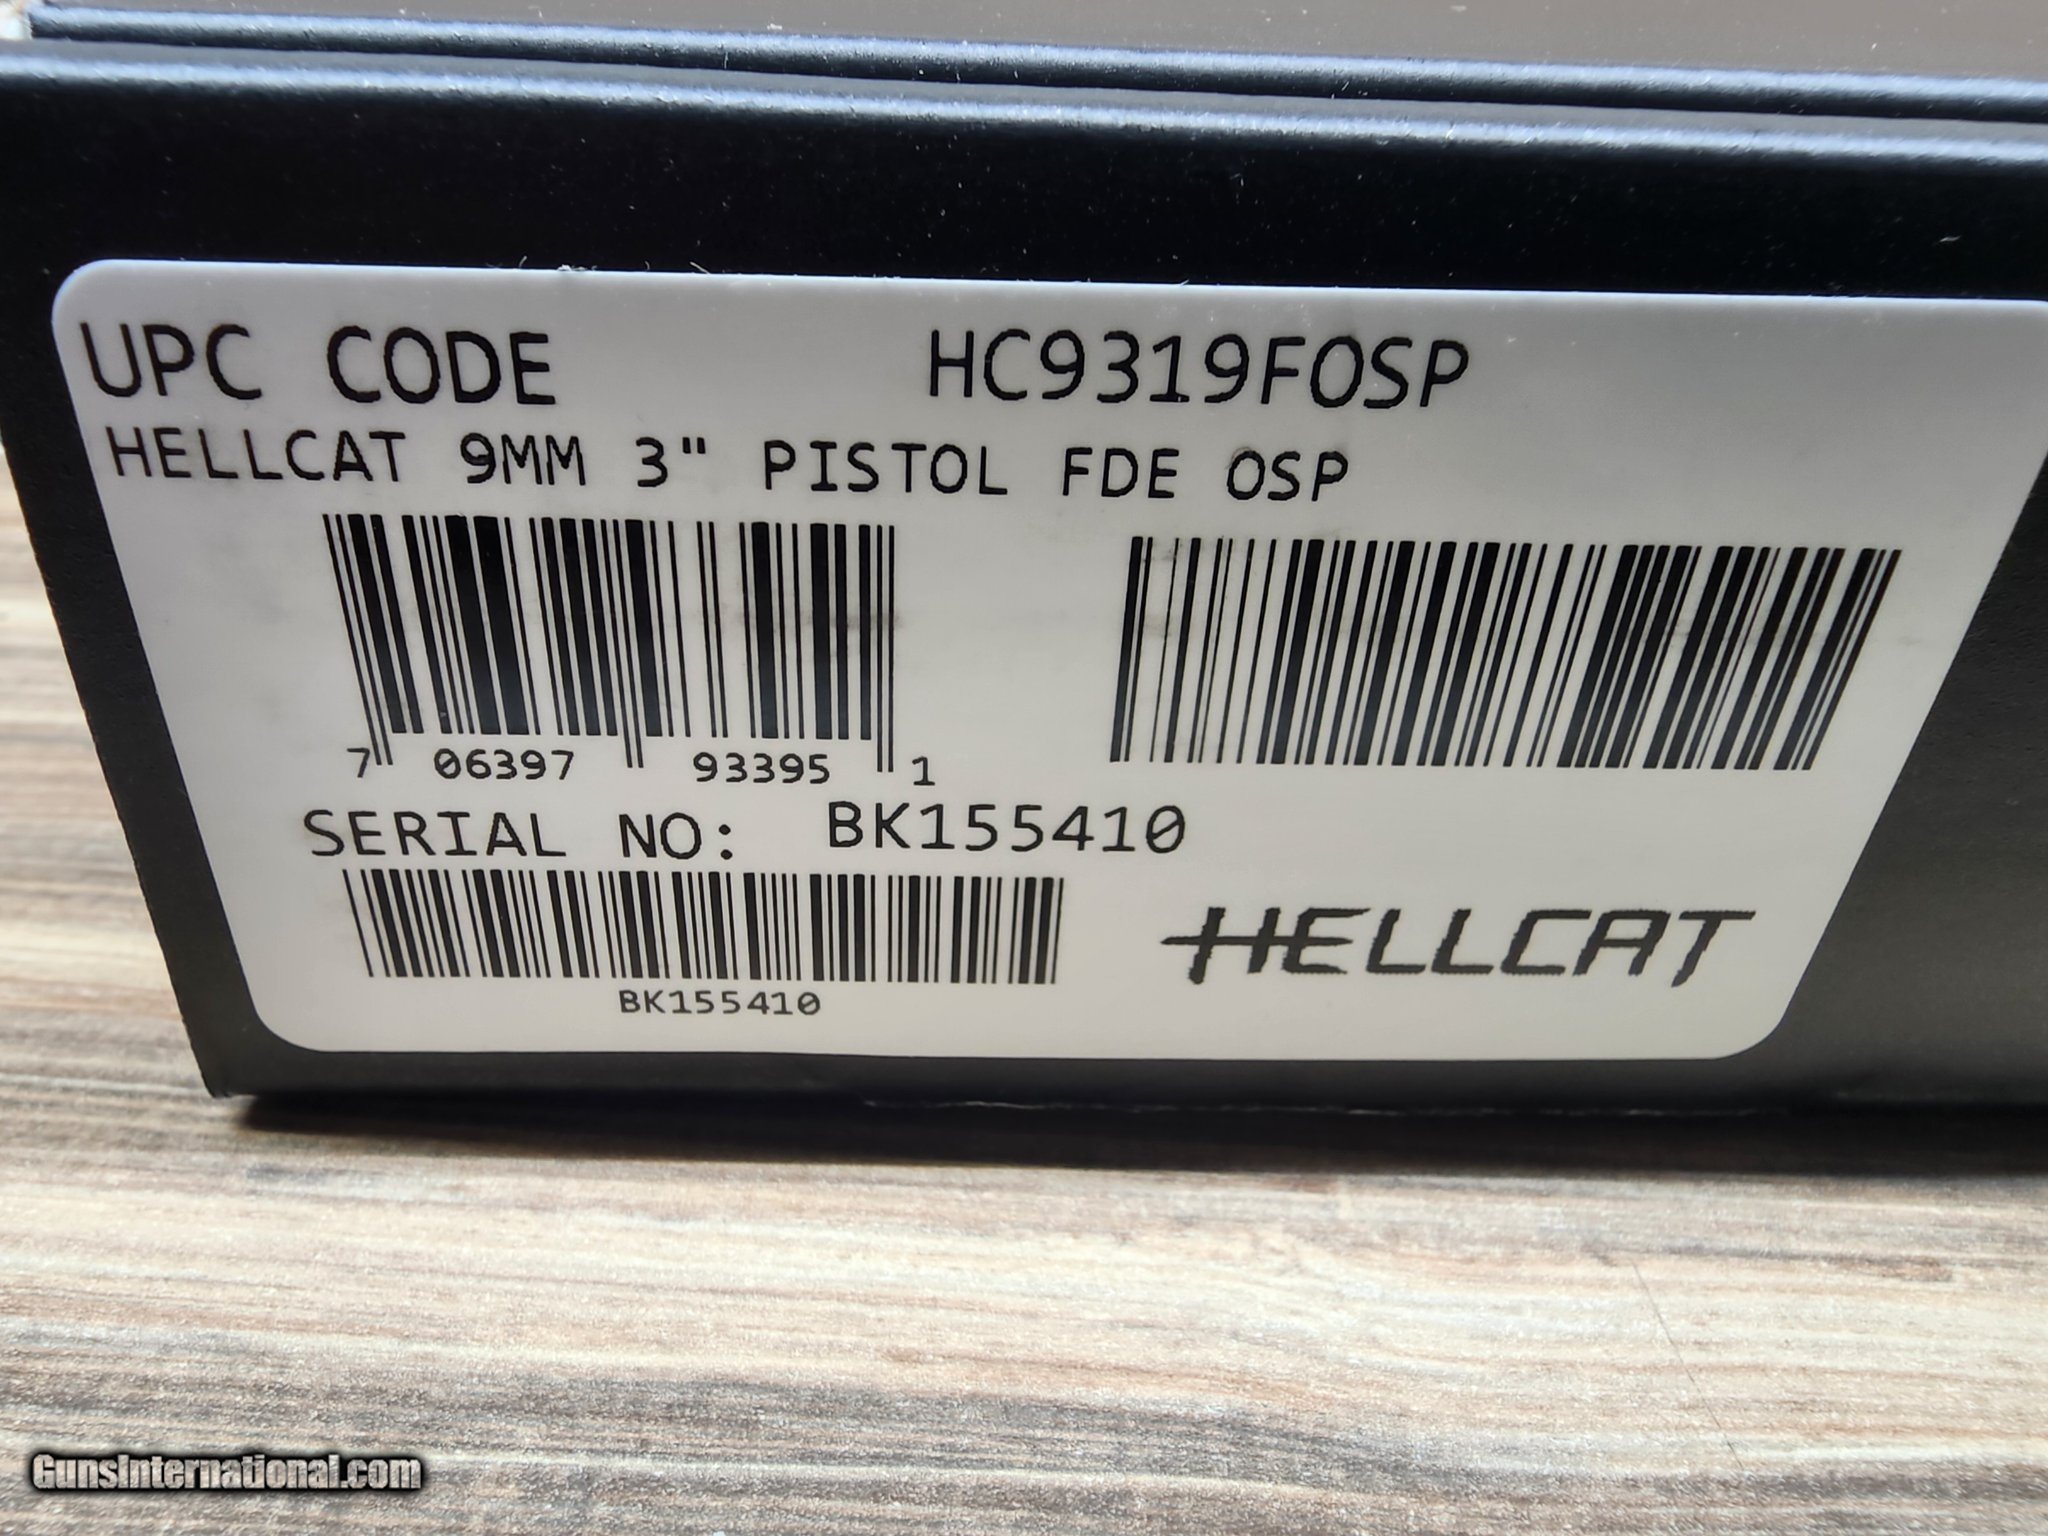 UPC CODE HC9319FOSP
HELLCAT 9MM 3" PISTOL FDE OSP
7 06397 93395 1
SERIAL NO: BK155410
BK155410
HELLCAT
GunsInternational.com